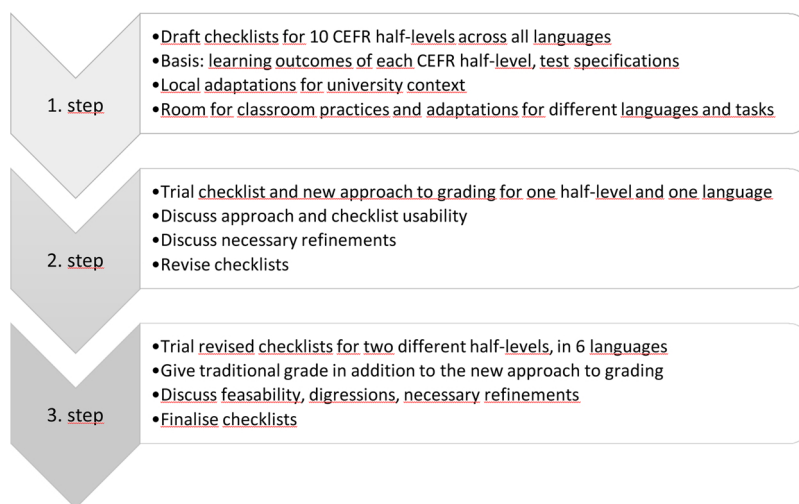 1. step
•Draft checklists for 10 CEFR half-levels across all languages
•Basis: learning outcomes of each CEFR half-level, test specifications
•Local adaptations for university context
•Room for classroom practices and adaptations for different languages and tasks
2. step
•Trial checklist and new approach to grading for one half-level and one language
•Discuss approach and checklist usability
•Discuss necessary refinements
•Revise checklists
3. step
•Trial revised checklists for two different half-levels, in 6 languages
•Give traditional grade in addition to the new approach to grading
•Discuss feasability, digressions, necessary refinements
•Finalise checklists